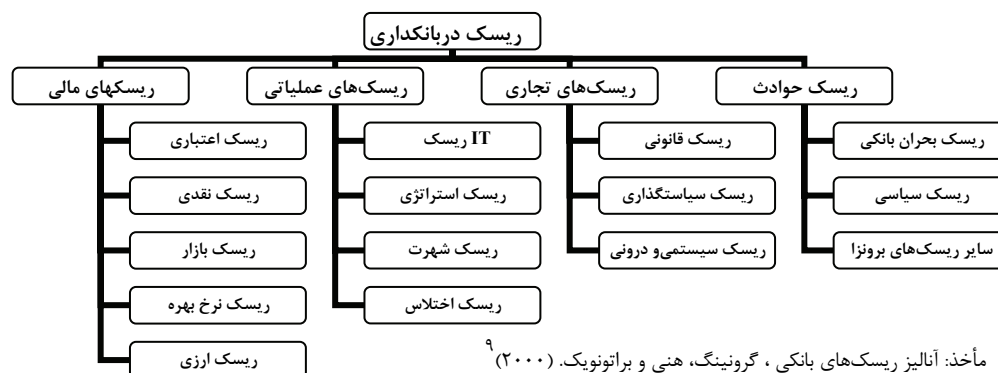 ریسک دربانکداری
ریسک حوادث
ریسک‌های تجاری
ریسک‌های عملیاتی
ریسکهای مالی
ریسک بحران بانکی
ریسک سیاسی
سایر ریسک‌های برونزا
ریسک قانونی
ریسک سیاستگذاری
ریسک سیستمی‌و درونی
IT ریسک
ریسک استراتژی
ریسک شهرت
ریسک اختلاس
ریسک اعتباری
ریسک نقدی
ریسک بازار
ریسک نرخ بهره
ریسک ارزی
مأخذ: آنالیز ریسک‌های بانکی ، گرونینگ، هنی و براتونویک. (۲۰۰۰)۹